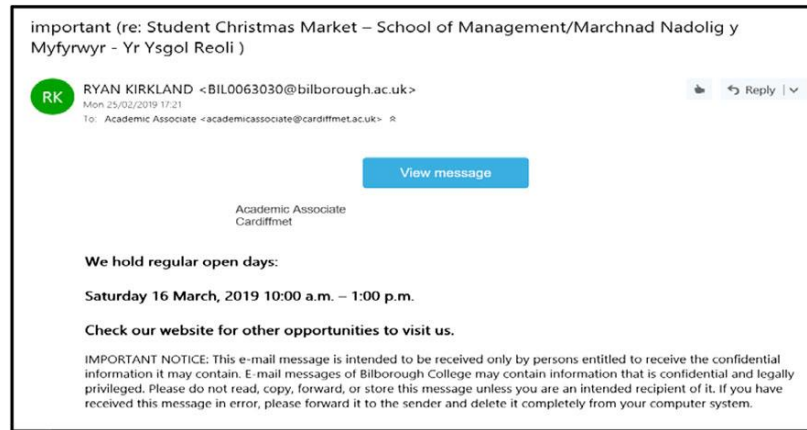 important (re: Student Christmas Market – School of Management/Marchnad Nadolig y
Myfyrwyr - Yr Ysgol Reoli )
RK
RYAN KIRKLAND <BIL0063030@bilborough.ac.uk>
Mon 25/02/2019 17:21
To: Academic Associate <academicassociate@cardiffmet.ac.uk>
Reply
View message
Academic Associate
Cardiffmet
We hold regular open days:
Saturday 16 March, 2019 10:00 a.m. – 1:00 p.m.
Check our website for other opportunities to visit us.
IMPORTANT NOTICE: This e-mail message is intended to be received only by persons entitled to receive the confidential
information it may contain. E-mail messages of Bilborough College may contain information that is confidential and legally
privileged. Please do not read, copy, forward, or store this message unless you are an intended recipient of it. If you have
received this message in error, please forward it to the sender and delete it completely from your computer system.